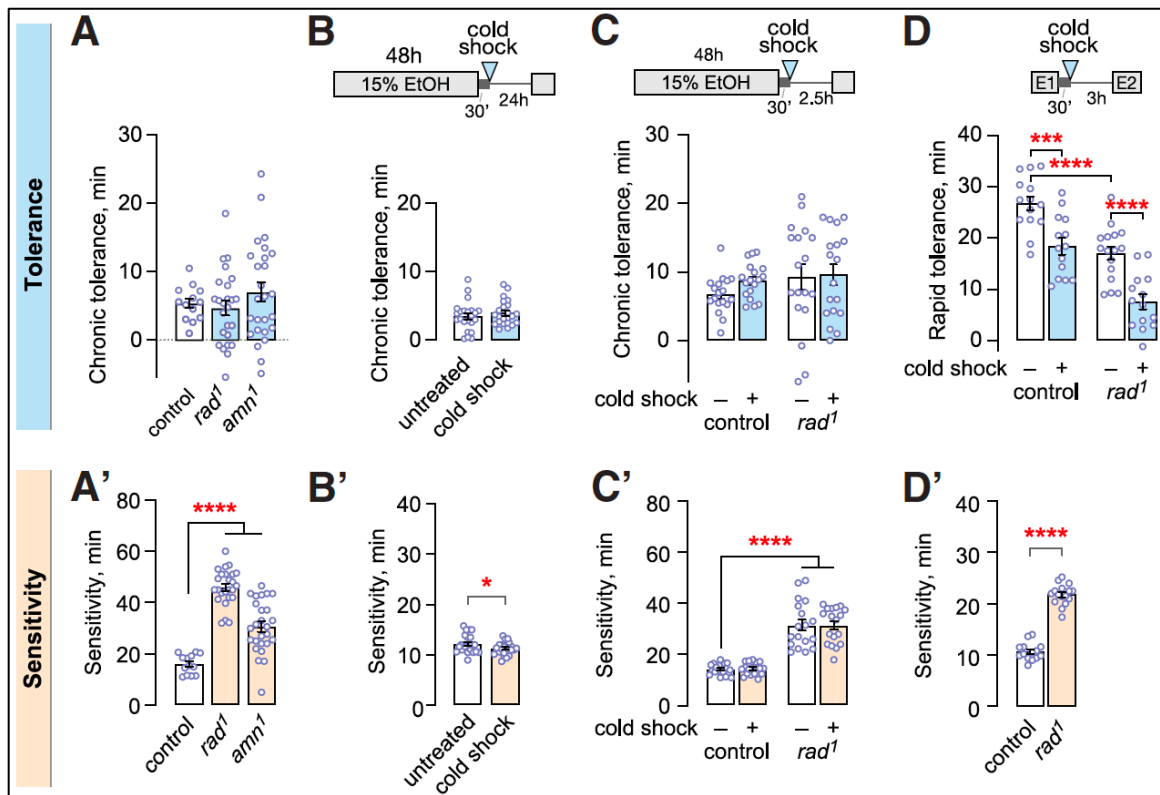 A
B
C
D
cold
shock
48h
15% EtOH
30’
24h
cold
shock
48h
15% EtOH
30’
2.5h
cold
shock
E1
E2
30’
3h
Tolerance
Chronic tolerance, min
30
20
10
0
control
rad¹
amn¹
Chronic tolerance, min
20
10
0
untreated
cold shock
Chronic tolerance, min
30
20
10
0
cold shock – + – +
control rad¹
Rapid tolerance, min
40
30
20
10
0
***
****
****
cold shock – + – +
control rad¹
A’
B’
C’
D’
Sensitivity
Sensitivity, min
80
60
40
20
0
****
control
rad¹
amn¹
Sensitivity, min
40
30
20
10
0
*
untreated
cold shock
Sensitivity, min
80
60
40
20
0
****
cold shock – + – +
control rad¹
Sensitivity, min
40
30
20
10
0
****
control
rad¹